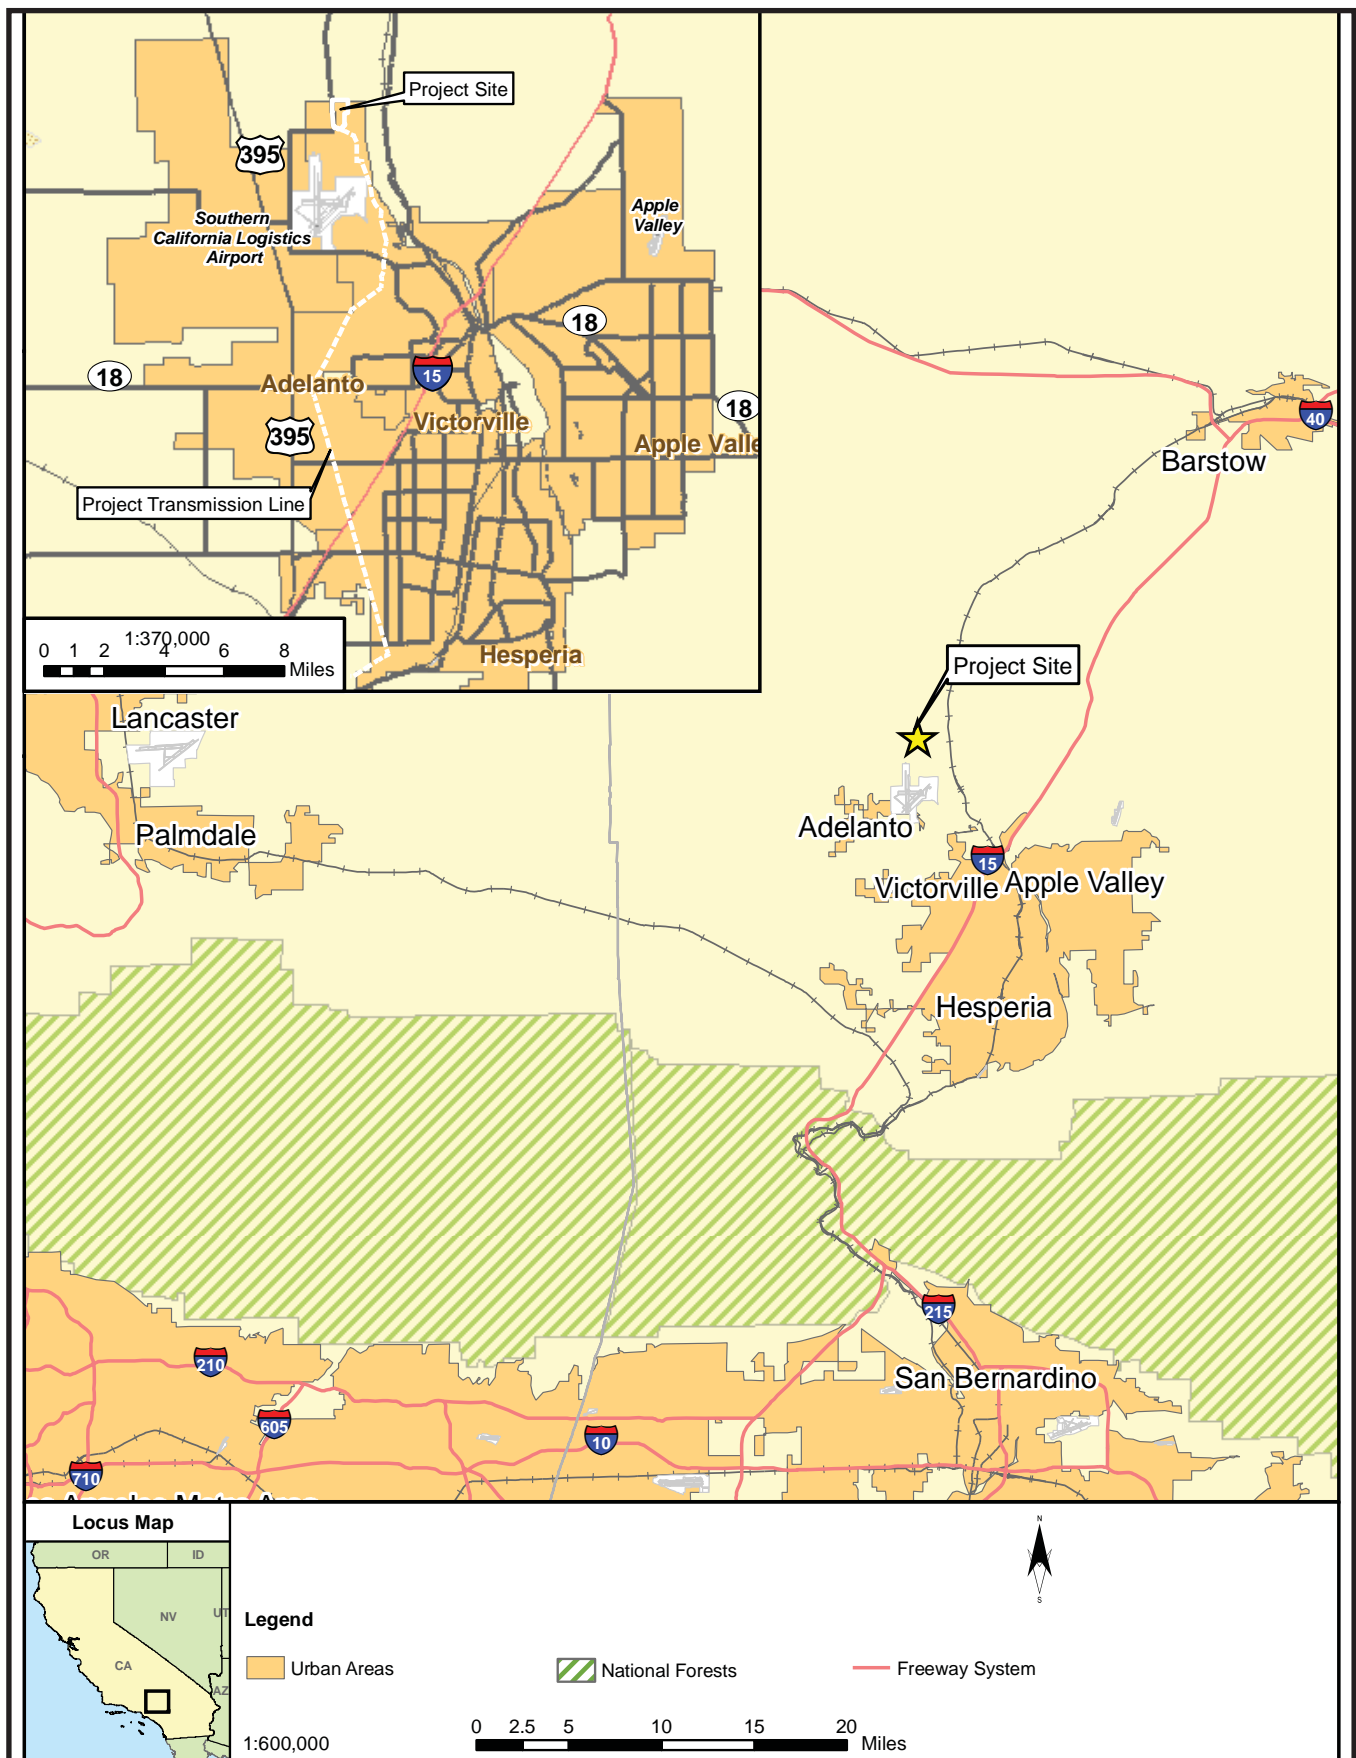 Project Site
395
Southern
California Logistics
Airport
Apple
Valley
18
18
15
Adelanto
18
395
Victorville
Apple Valle
Project Transmission Line
Hesperia
1:370,000
0 1 2 4 6 8
Miles
40
Barstow
Project Site
Lancaster
Palmdale
Adelanto
15
Victorville
Apple Valley
Hesperia
215
210
San Bernardino
605
10
710
Locus Map
OR
ID
NV
UT
CA
AZ
N
S
Legend
Urban Areas
National Forests
Freeway System
1:600,000
0 2.5 5 10 15 20
Miles